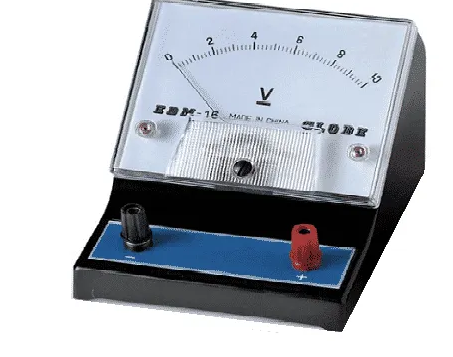 0 2 4 6 8 10
V
EDM-16 MADE IN CHINA GLOBE
- +